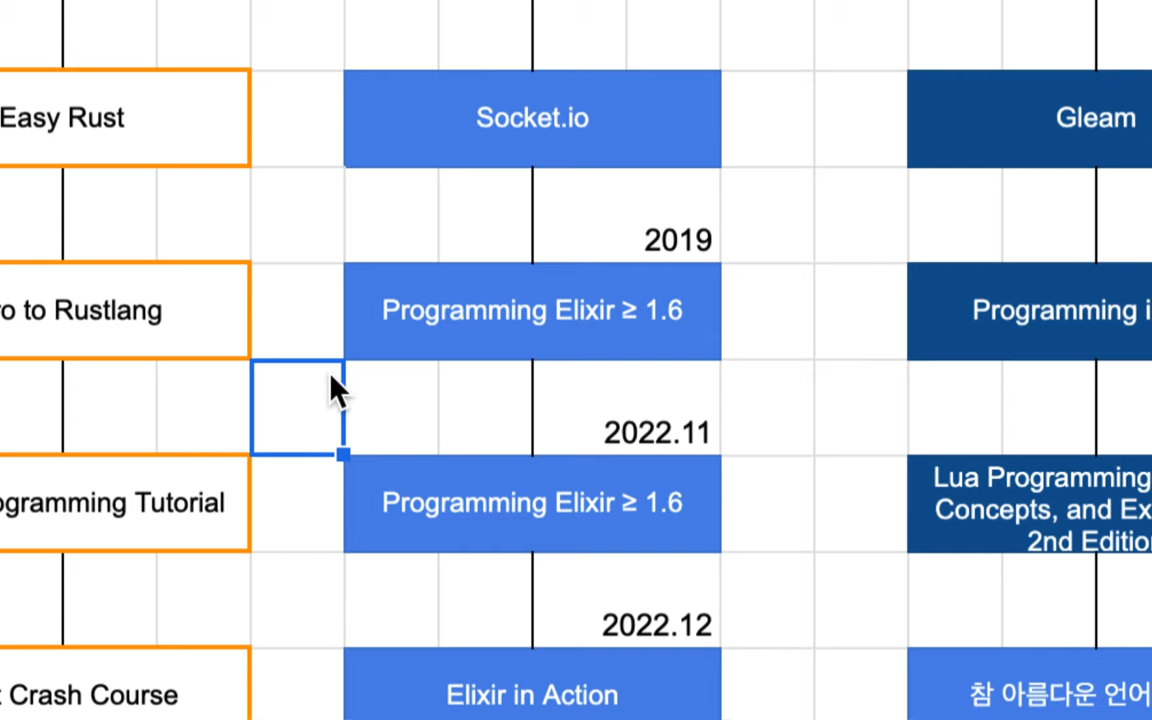 Easy Rust
Socket.io
Gleam
2019
o to Rustlang
Programming Elixir ≥ 1.6
Programming i
2022.11
ogramming Tutorial
Programming Elixir ≥ 1.6
Lua Programming
Concepts, and Ex
2nd Edition
2022.12
Crash Course
Elixir in Action
참 아름다운 언어